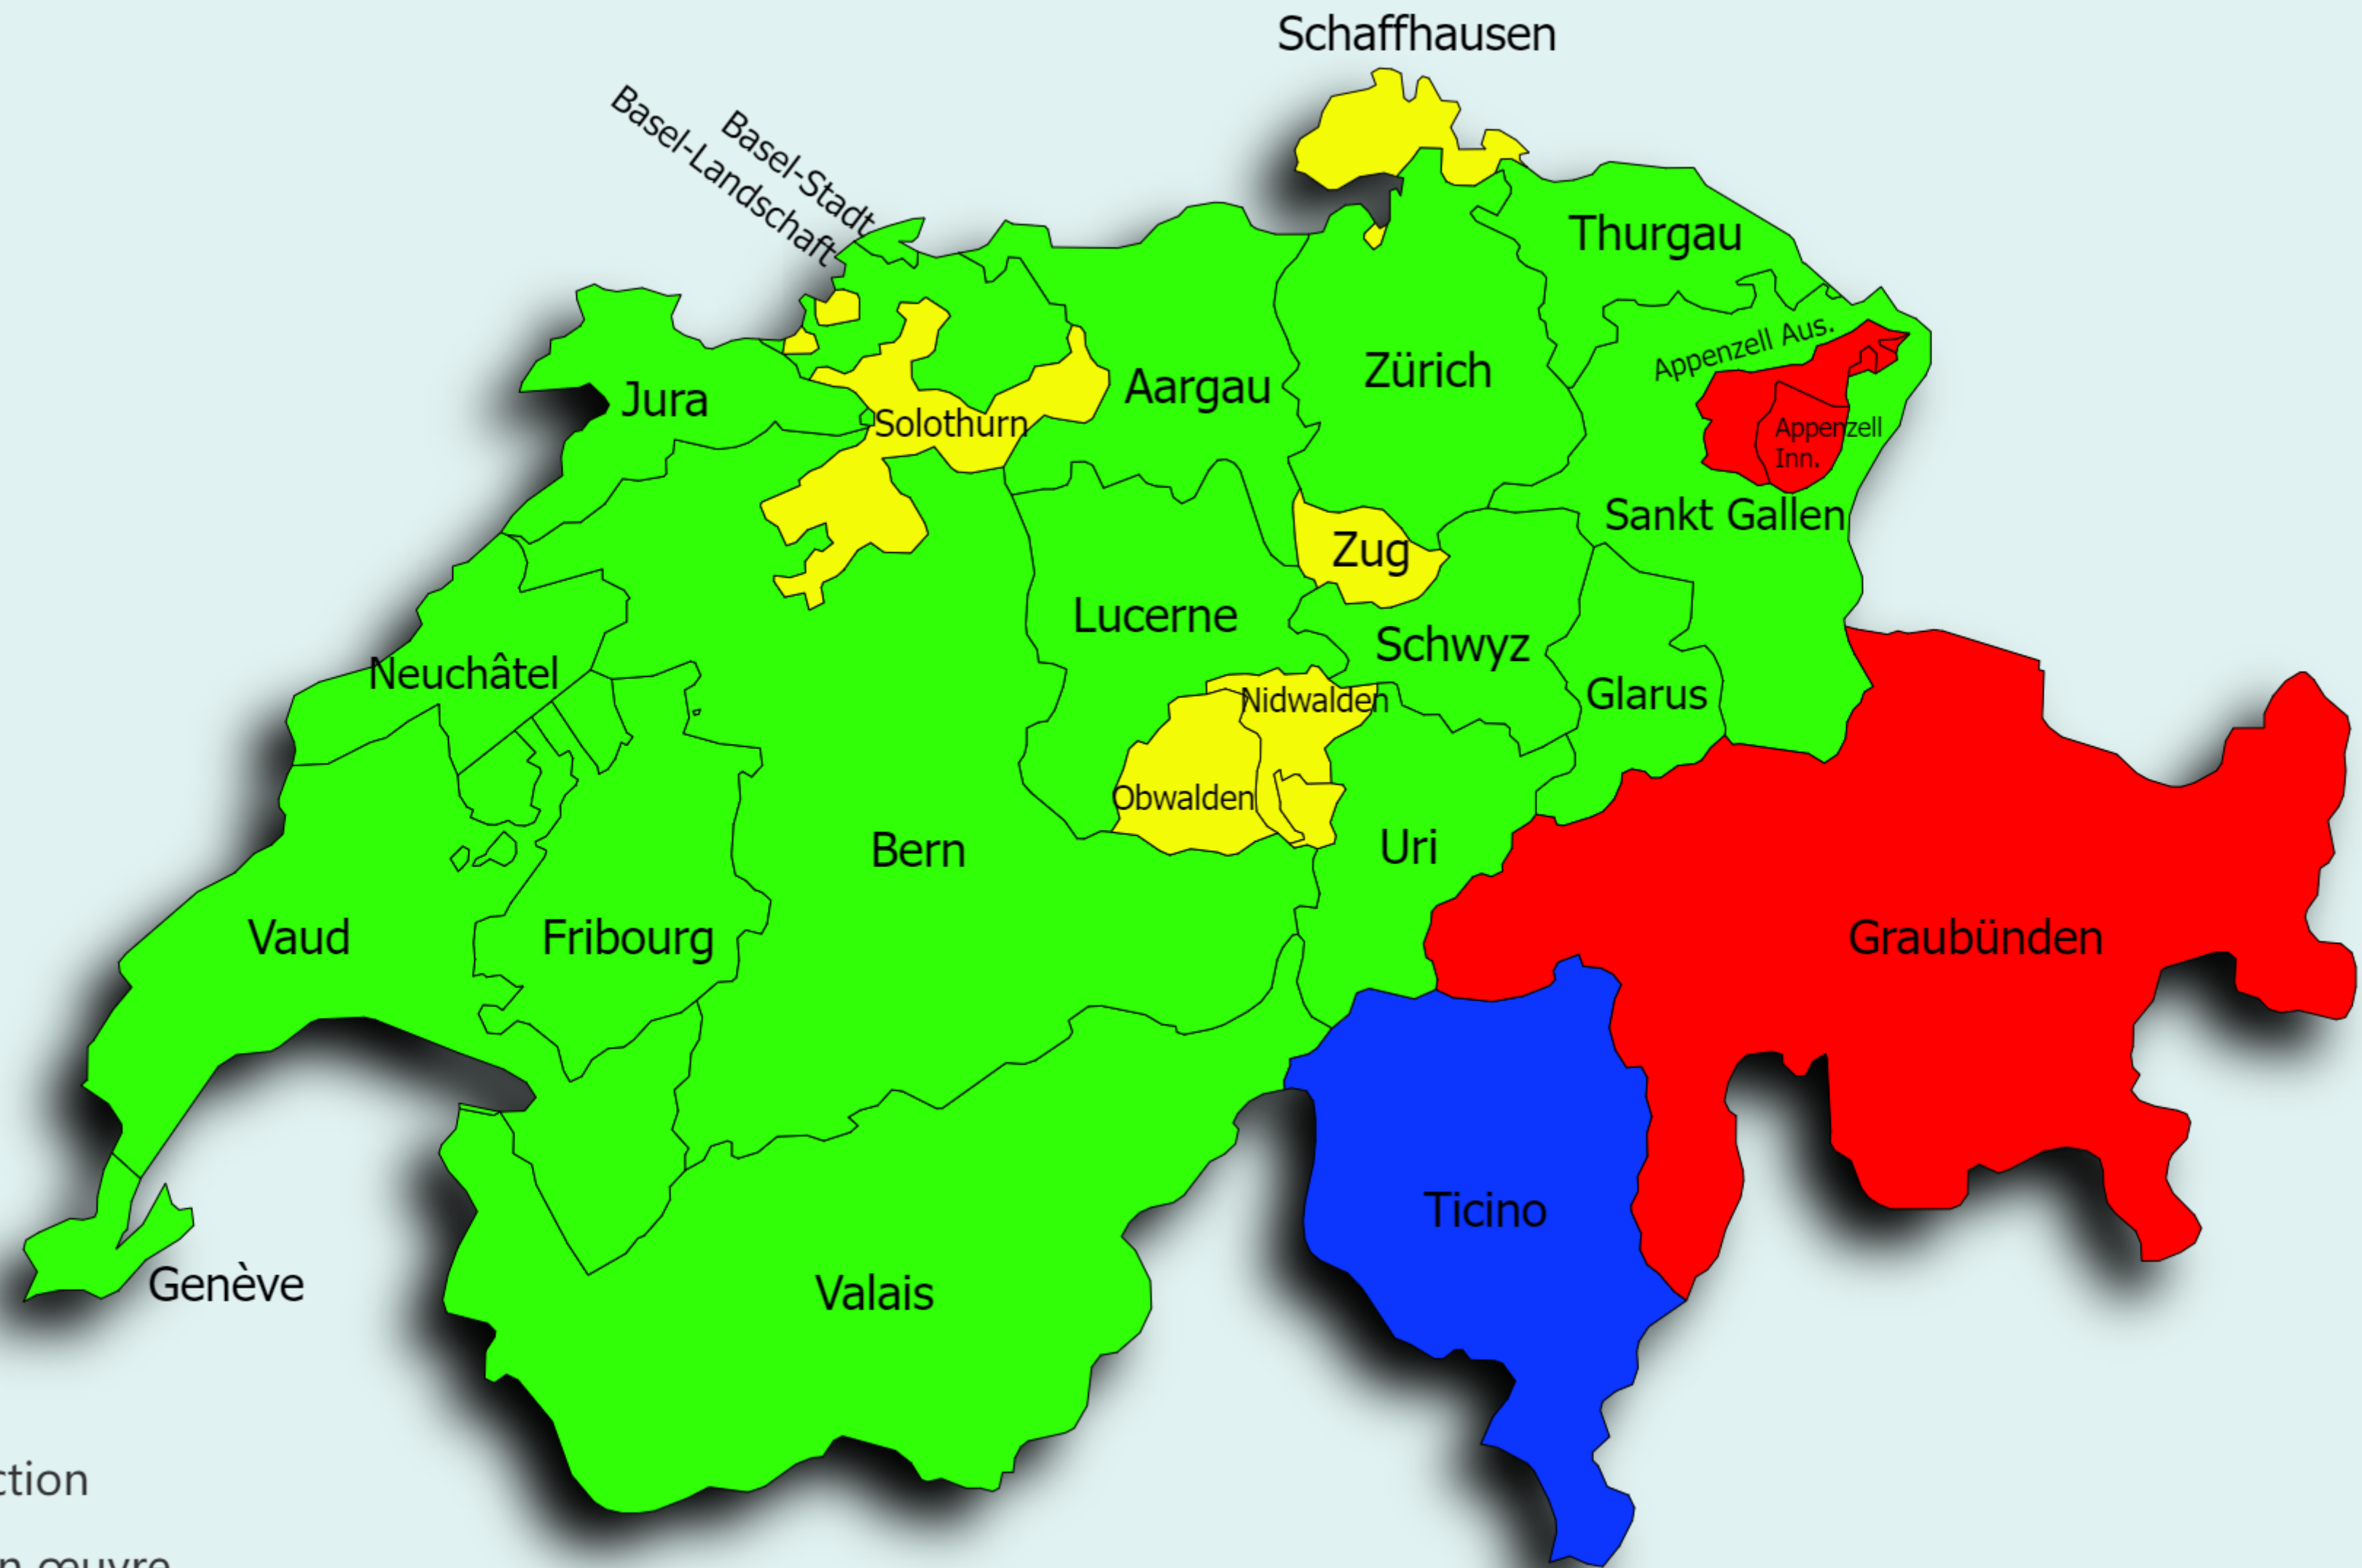 Schaffhausen
Basel-Stadt
Basel-Landschaft
Thurgau
Appenzell Aus.
Zürich
Aargau
Jura
Solothurn
Appenzell
Inn.
Sankt Gallen
Zug
Lucerne
Schwyz
Neuchâtel
Glarus
Nidwalden
Obwalden
Uri
Bern
Vaud
Fribourg
Graubünden
Ticino
Genève
Valais
ction
n œuvre